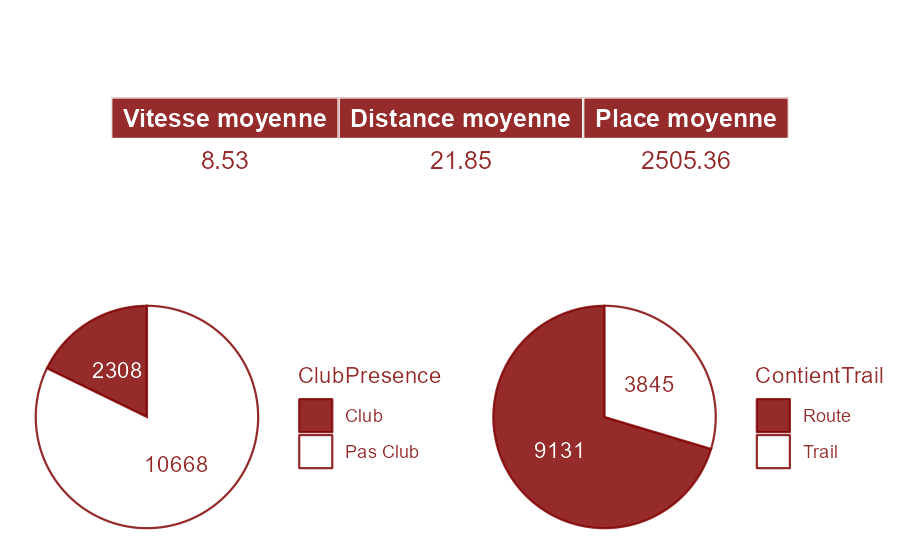 Vitesse moyenne Distance moyenne Place moyenne
8.53 21.85 2505.36
2308
10668
ClubPresence
Club
Pas Club
3845
9131
ContientTrail
Route
Trail